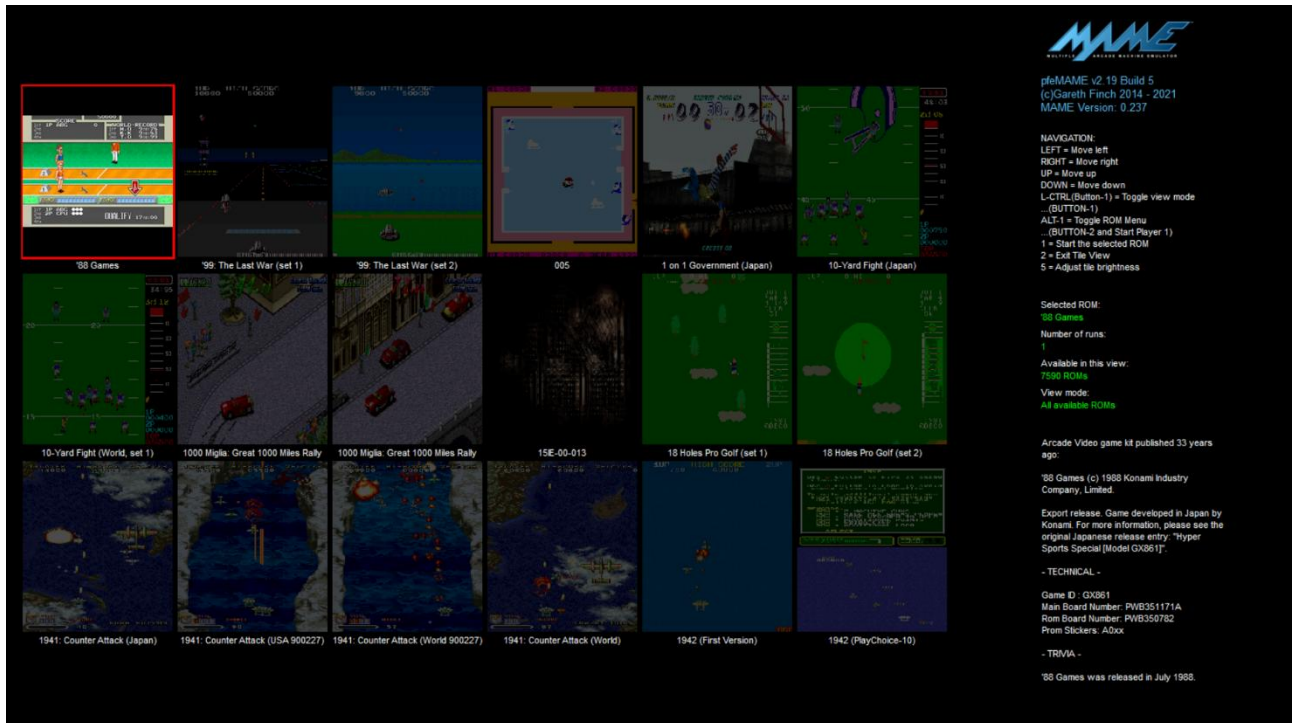 MAME
MULTIPLE ARCADE MACHINE EMULATOR
pfeMAME v2.19 Build 5
(c)Gareth Finch 2014 - 2021
MAME Version: 0.237
NAVIGATION:
LEFT = Move left
RIGHT = Move right
UP = Move up
DOWN = Move down
L-CTRL(Button-1) = Toggle view mode
...(BUTTON-1)
ALT-1 = Toggle ROM Menu
...(BUTTON-2 and Start Player 1)
1 = Start the selected ROM
2 = Exit Tile View
5 = Adjust tile brightness
Selected ROM:
'88 Games
Number of runs:
1
Available in this view:
7590 ROMs
View mode:
All available ROMs
Arcade Video game kit published 33 years
ago:
'88 Games (c) 1988 Konami Industry
Company, Limited.
Export release. Game developed in Japan by
Konami. For more information, please see the
original Japanese release entry: "Hyper
Sports Special [Model GX861]".
- TECHNICAL -
Game ID : GX861
Main Board Number: PWB351171A
Rom Board Number: PWB350782
Prom Stickers: A0xx
- TRIVIA -
'88 Games was released in July 1988.
SCORE
WORLD-RECORD
QUALIFY
'88 Games
'99: The Last War (set 1)
'99: The Last War (set 2)
005
1 on 1 Government (Japan)
10-Yard Fight (Japan)
10-Yard Fight (World, set 1)
1000 Miglia: Great 1000 Miles Rally
1000 Miglia: Great 1000 Miles Rally
15IE-00-013
18 Holes Pro Golf (set 1)
18 Holes Pro Golf (set 2)
1941: Counter Attack (Japan)
1941: Counter Attack (USA 900227)
1941: Counter Attack (World 900227)
1941: Counter Attack (World)
1942 (First Version)
1942 (PlayChoice-10)